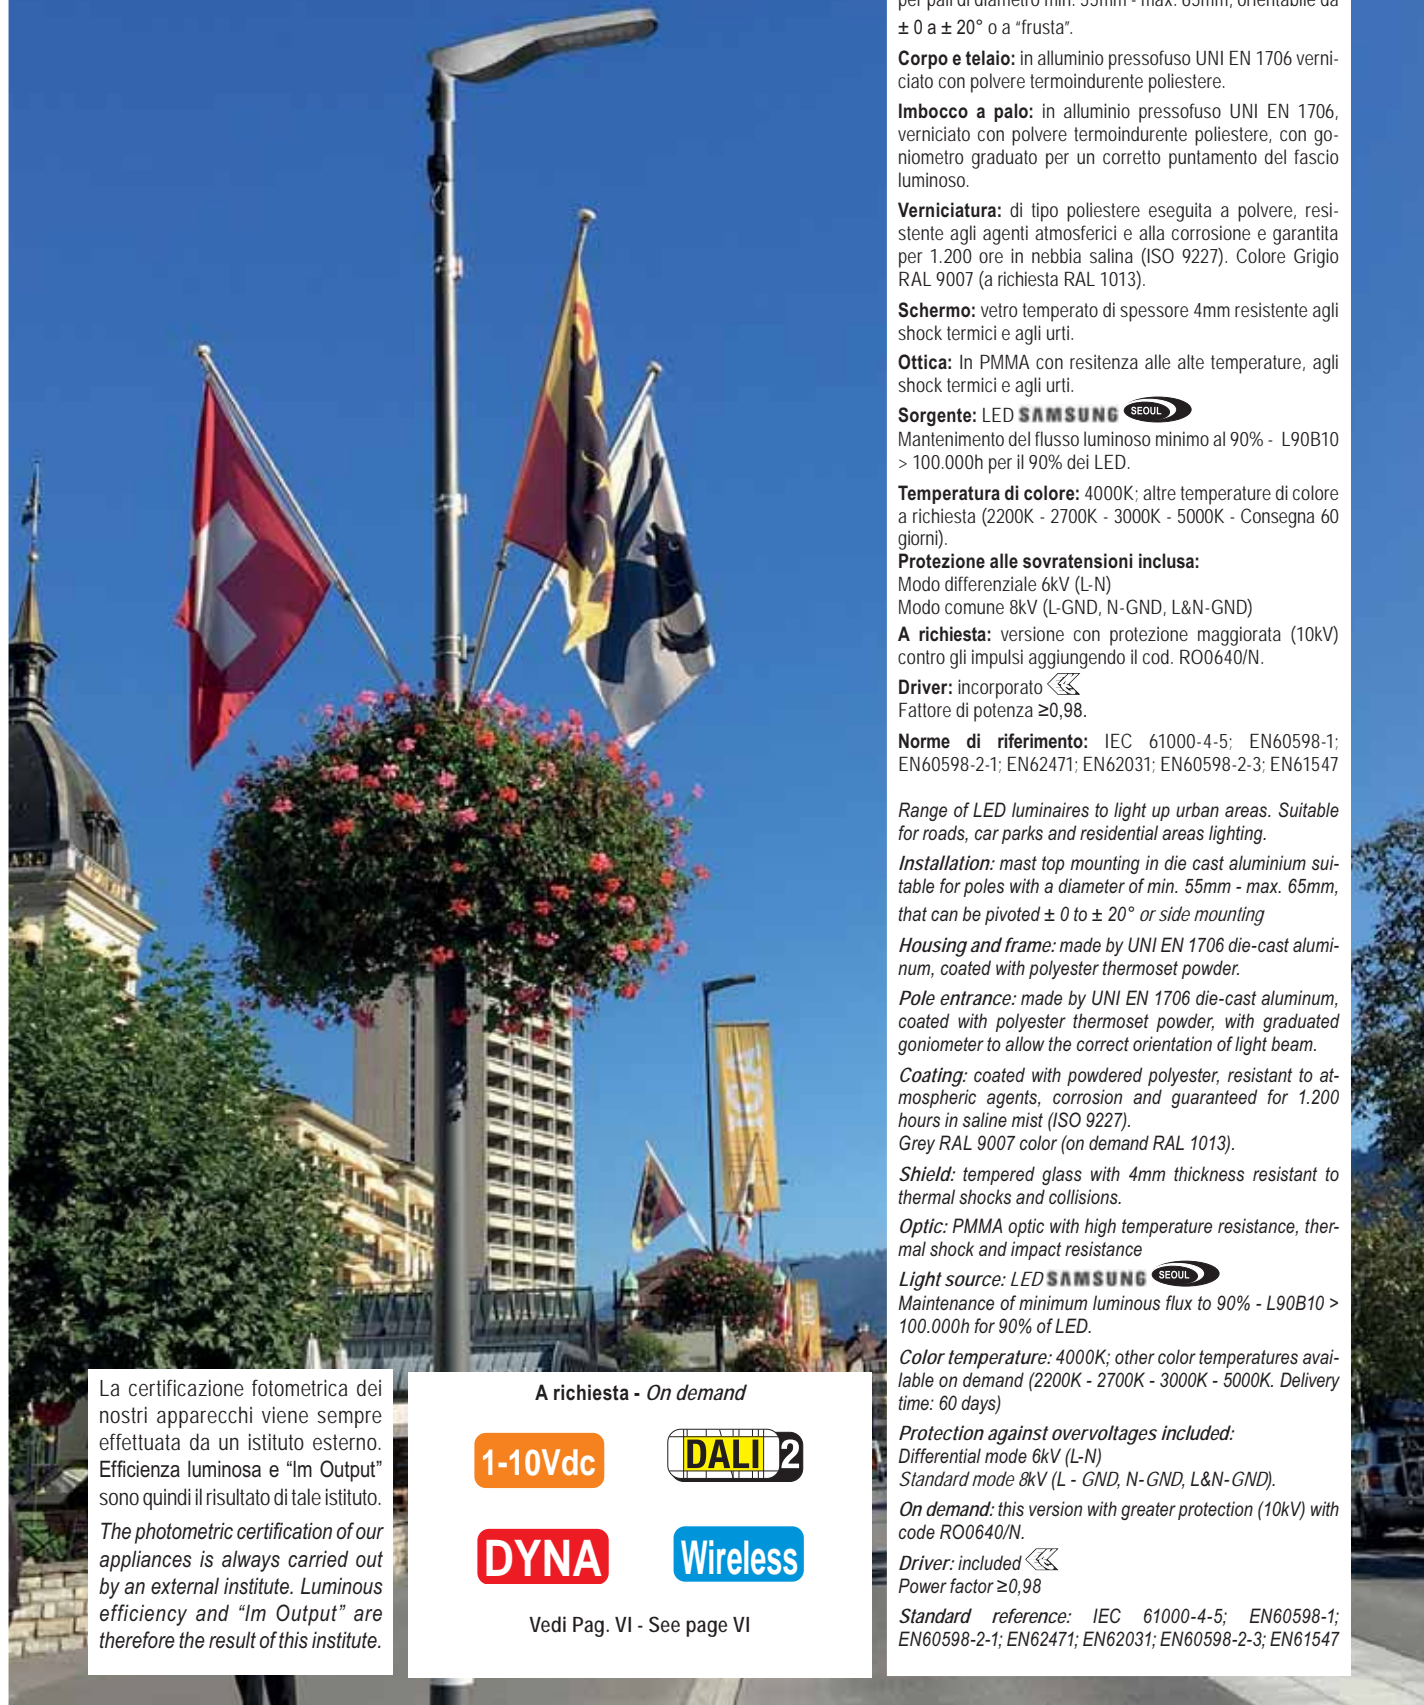 per pali di diametro min. 55mm - max. 65mm, orientabile da
± 0 a ± 20° o a “frusta”.
Corpo e telaio: in alluminio pressofuso UNI EN 1706 verni-
ciato con polvere termoindurente poliestere.
Imbocco a palo: in alluminio pressofuso UNI EN 1706,
verniciato con polvere termoindurente poliestere, con go-
niometro graduato per un corretto puntamento del fascio
luminoso.
Verniciatura: di tipo poliestere eseguita a polvere, resi-
stente agli agenti atmosferici e alla corrosione e garantita
per 1.200 ore in nebbia salina (ISO 9227). Colore Grigio
RAL 9007 (a richiesta RAL 1013).
Schermo: vetro temperato di spessore 4mm resistente agli
shock termici e agli urti.
Ottica: In PMMA con resitenza alle alte temperature, agli
shock termici e agli urti.
Sorgente: LED SAMSUNG SEOUL
Mantenimento del flusso luminoso minimo al 90% - L90B10
> 100.000h per il 90% dei LED.
Temperatura di colore: 4000K; altre temperature di colore
a richiesta (2200K - 2700K - 3000K - 5000K - Consegna 60
giorni).
Protezione alle sovratensioni inclusa:
Modo differenziale 6kV (L-N)
Modo comune 8kV (L-GND, N-GND, L&N-GND)
A richiesta: versione con protezione maggiorata (10kV)
contro gli impulsi aggiungendo il cod. RO0640/N.
Driver: incorporato
Fattore di potenza ≥0,98.
Norme di riferimento: IEC 61000-4-5; EN60598-1;
EN60598-2-1; EN62471; EN62031; EN60598-2-3; EN61547
Range of LED luminaires to light up urban areas. Suitable
for roads, car parks and residential areas lighting.
Installation: mast top mounting in die cast aluminium sui-
table for poles with a diameter of min. 55mm - max. 65mm,
that can be pivoted ± 0 to ± 20° or side mounting
Housing and frame: made by UNI EN 1706 die-cast alumi-
num, coated with polyester thermoset powder.
Pole entrance: made by UNI EN 1706 die-cast aluminum,
coated with polyester thermoset powder, with graduated
goniometer to allow the correct orientation of light beam.
Coating: coated with powdered polyester, resistant to at-
mospheric agents, corrosion and guaranteed for 1.200
hours in saline mist (ISO 9227).
Grey RAL 9007 color (on demand RAL 1013).
Shield: tempered glass with 4mm thickness resistant to
thermal shocks and collisions.
Optic: PMMA optic with high temperature resistance, ther-
mal shock and impact resistance
Light source: LED SAMSUNG SEOUL
Maintenance of minimum luminous flux to 90% - L90B10 >
100.000h for 90% of LED.
Color temperature: 4000K; other color temperatures avai-
lable on demand (2200K - 2700K - 3000K - 5000K. Delivery
time: 60 days)
Protection against overvoltages included:
Differential mode 6kV (L-N)
Standard mode 8kV (L - GND, N-GND, L&N-GND).
On demand: this version with greater protection (10kV) with
code RO0640/N.
Driver: included
Power factor ≥0,98
Standard reference: IEC 61000-4-5; EN60598-1;
EN60598-2-1; EN62471; EN62031; EN60598-2-3; EN61547
IGA
IGA
La certificazione fotometrica dei
nostri apparecchi viene sempre
effettuata da un istituto esterno.
Efficienza luminosa e “lm Output”
sono quindi il risultato di tale istituto.
The photometric certification of our
appliances is always carried out
by an external institute. Luminous
efficiency and “lm Output” are
therefore the result of this institute.
A richiesta - On demand
1-10Vdc
DALI 2
DYNA
Wireless
Vedi Pag. VI - See page VI